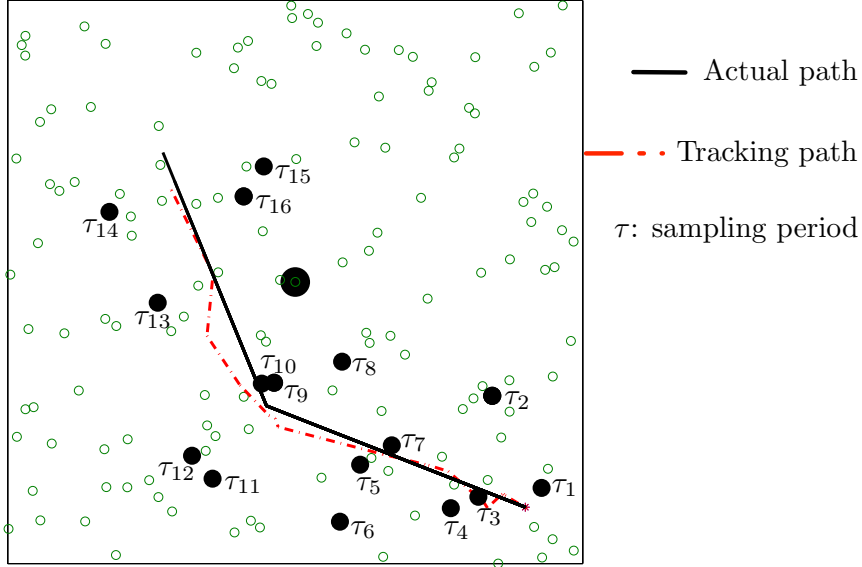 Actual path
Tracking path
τ: sampling period
τ15
τ16
τ14
τ13
τ10
τ8
τ9
τ2
τ7
τ12
τ5
τ11
τ1
τ3
τ4
τ6